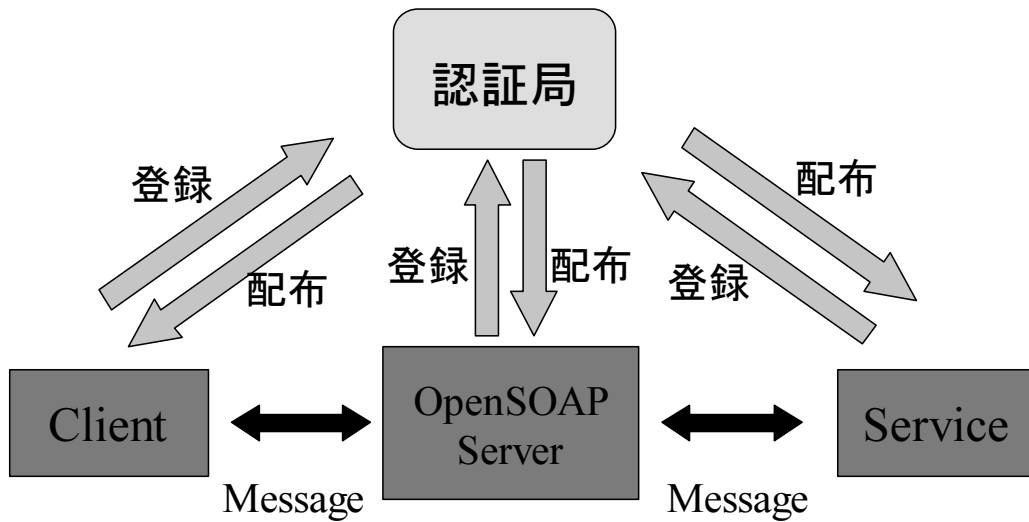 認証局
登録
配布
登録
配布
配布
登録
Client
OpenSOAP
Server
Service
Message
Message